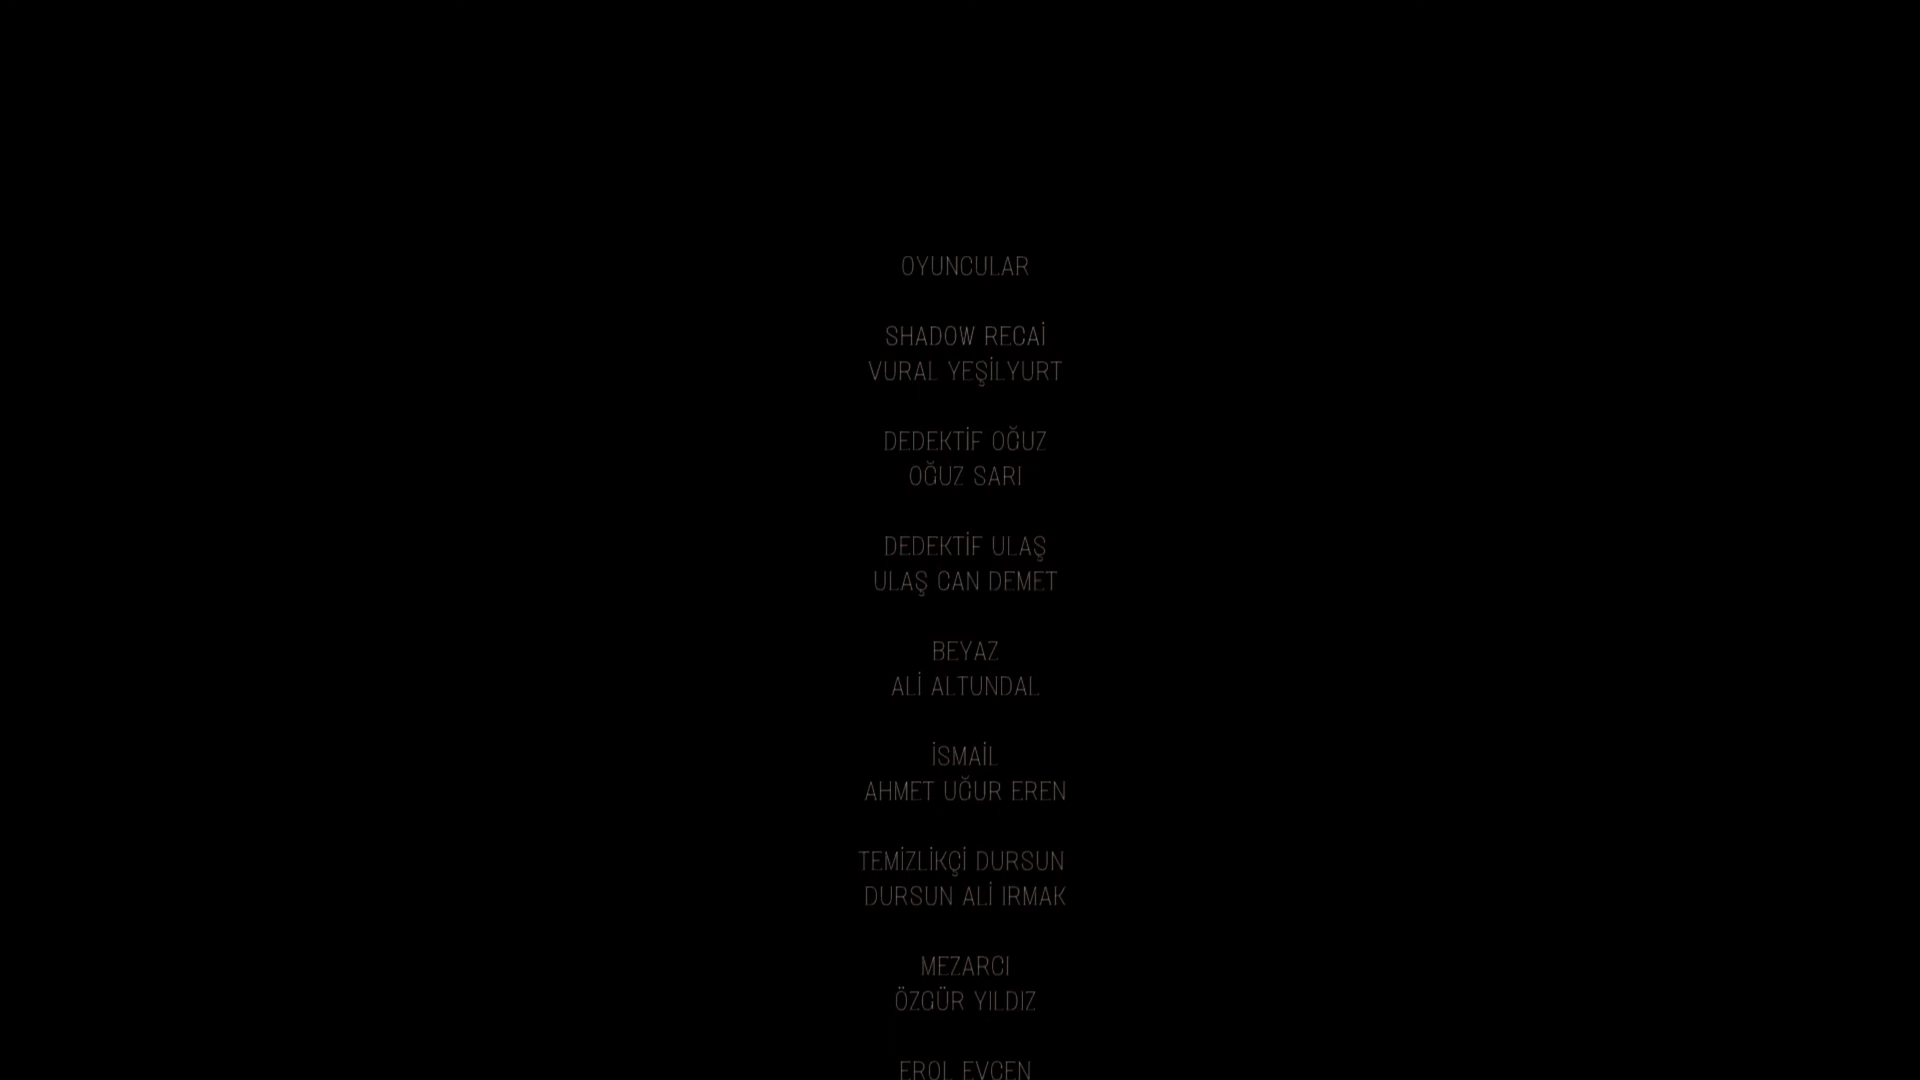 OYUNCULAR
SHADOW RECAİ
VURAL YEŞİLYURT
DEDEKTİF OĞUZ
OĞUZ SARI
DEDEKTİF ULAŞ
ULAŞ CAN DEMET
BEYAZ
ALİ ALTUNDAL
İSMAİL
AHMET UĞUR EREN
TEMİZLİKÇİ DURSUN
DURSUN ALİ IRMAK
MEZARCI
ÖZGÜR YILDIZ
EROL EVCEN